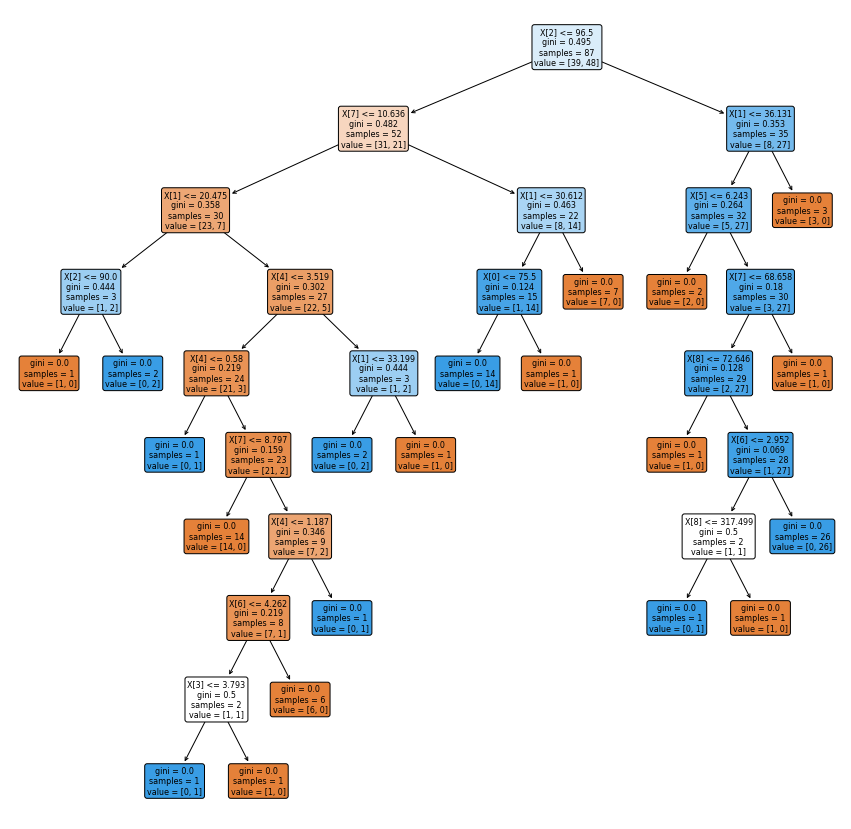 X[2] <= 96.5
gini = 0.495
samples = 87
value = [39, 48]
X[7] <= 10.636
gini = 0.482
samples = 52
value = [31, 21]
X[1] <= 36.131
gini = 0.353
samples = 35
value = [8, 27]
X[1] <= 20.475
gini = 0.358
samples = 30
value = [23, 7]
X[1] <= 30.612
gini = 0.463
samples = 22
value = [8, 14]
X[5] <= 6.243
gini = 0.264
samples = 32
value = [5, 27]
gini = 0.0
samples = 3
value = [3, 0]
X[2] <= 90.0
gini = 0.444
samples = 3
value = [1, 2]
X[4] <= 3.519
gini = 0.302
samples = 27
value = [22, 5]
X[0] <= 75.5
gini = 0.124
samples = 15
value = [1, 14]
gini = 0.0
samples = 7
value = [7, 0]
gini = 0.0
samples = 2
value = [2, 0]
X[7] <= 68.658
gini = 0.18
samples = 30
value = [3, 27]
gini = 0.0
samples = 1
value = [1, 0]
gini = 0.0
samples = 2
value = [0, 2]
X[4] <= 0.58
gini = 0.219
samples = 24
value = [21, 3]
X[1] <= 33.199
gini = 0.444
samples = 3
value = [1, 2]
gini = 0.0
samples = 14
value = [0, 14]
gini = 0.0
samples = 1
value = [1, 0]
X[8] <= 72.646
gini = 0.128
samples = 29
value = [2, 27]
gini = 0.0
samples = 1
value = [1, 0]
gini = 0.0
samples = 1
value = [0, 1]
X[7] <= 8.797
gini = 0.159
samples = 23
value = [21, 2]
gini = 0.0
samples = 2
value = [0, 2]
gini = 0.0
samples = 1
value = [1, 0]
gini = 0.0
samples = 1
value = [1, 0]
X[6] <= 2.952
gini = 0.069
samples = 28
value = [1, 27]
gini = 0.0
samples = 14
value = [14, 0]
X[4] <= 1.187
gini = 0.346
samples = 9
value = [7, 2]
X[8] <= 317.499
gini = 0.5
samples = 2
value = [1, 1]
gini = 0.0
samples = 26
value = [0, 26]
X[6] <= 4.262
gini = 0.219
samples = 8
value = [7, 1]
gini = 0.0
samples = 1
value = [0, 1]
gini = 0.0
samples = 1
value = [0, 1]
gini = 0.0
samples = 1
value = [1, 0]
X[3] <= 3.793
gini = 0.5
samples = 2
value = [1, 1]
gini = 0.0
samples = 6
value = [6, 0]
gini = 0.0
samples = 1
value = [0, 1]
gini = 0.0
samples = 1
value = [1, 0]